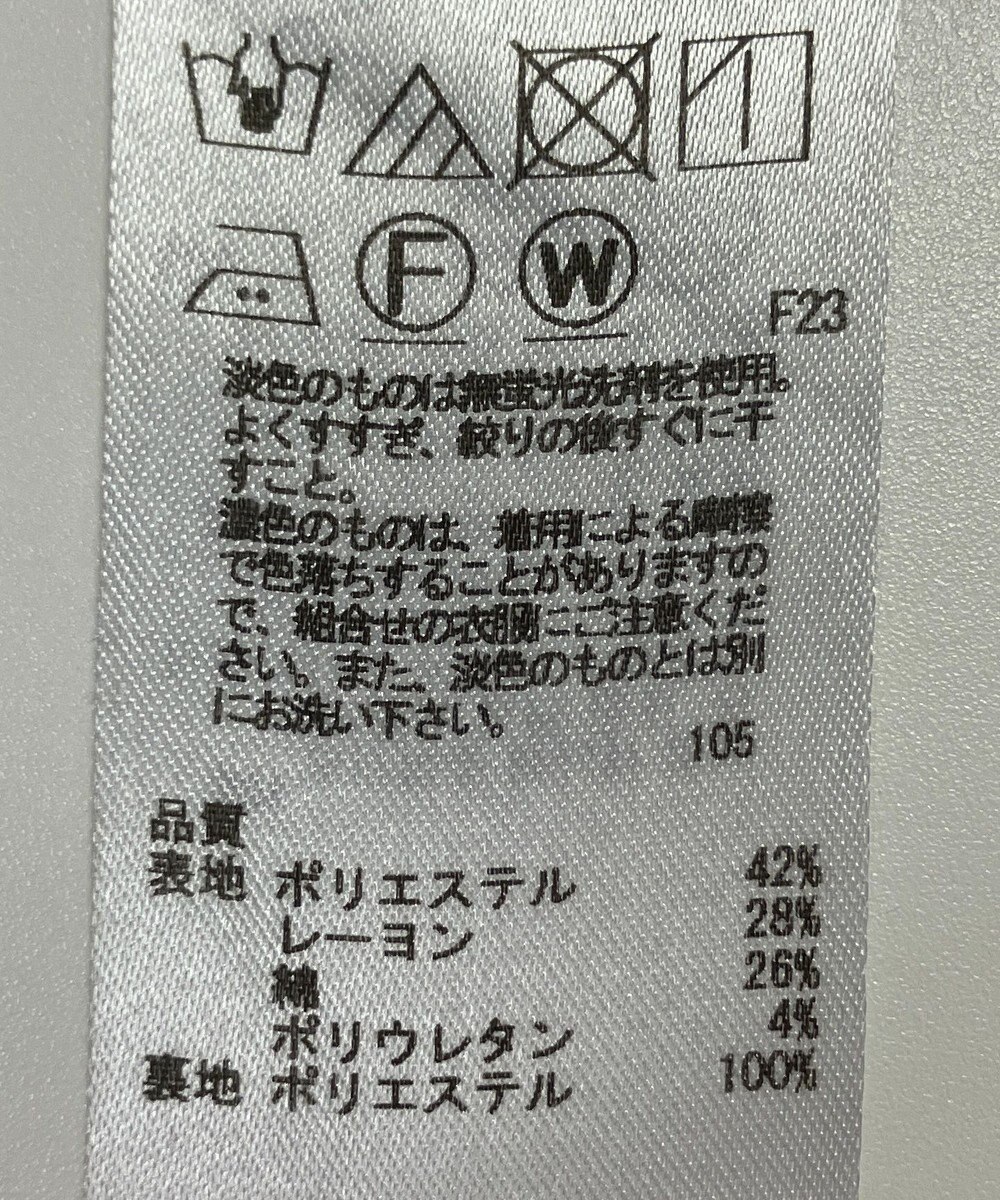 F W F23
淡色のものは無蛍光洗剤を使用。
よくすすぎ、絞りの後すぐに干
すこと。
濃色のものは、着用による摩擦
で色落ちすることがありますの
で、組合せの衣服にご注意くだ
さい。また、淡色のものとは別
にお洗い下さい。
105
品質
表地 ポリエステル 42%
レーヨン 28%
綿 26%
ポリウレタン 4%
裏地 ポリエステル 100%